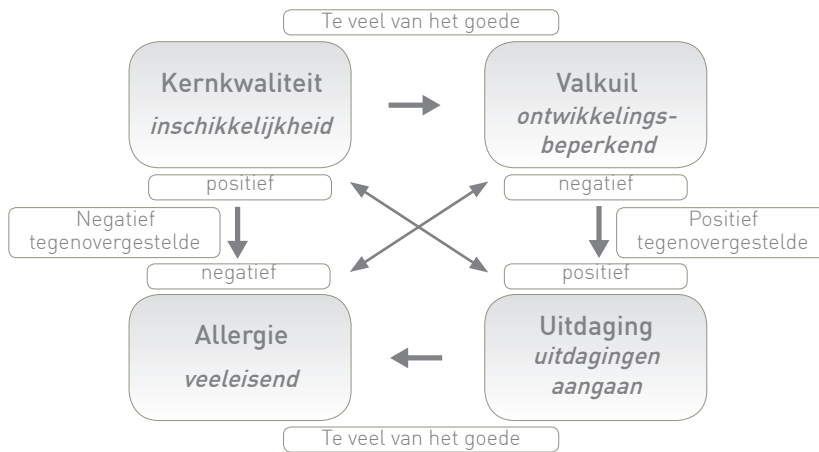 Te veel van het goede
Kernkwaliteit
inschikkelijkheid
Valkuil
ontwikkelings-
beperkend
positief
negatief
Negatief
tegenovergestelde
Positief
tegenovergestelde
negatief
positief
Allergie
veeleisend
Uitdaging
uitdagingen
aangaan
Te veel van het goede